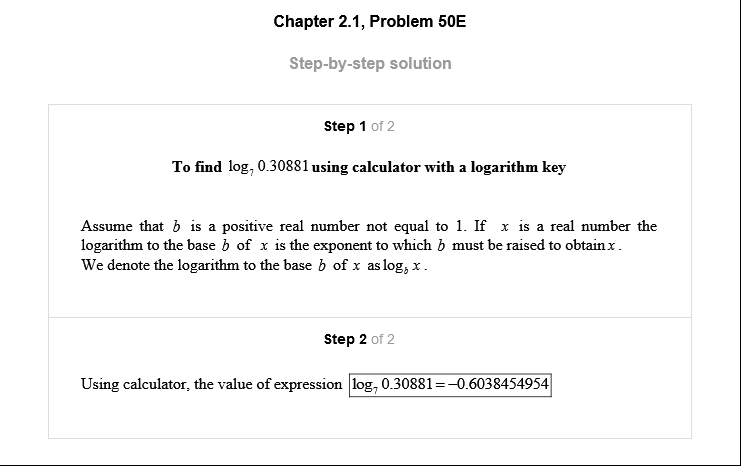 Chapter 2.1, Problem 50E
Step-by-step solution
Step 1 of 2
To find log₇ 0.30881 using calculator with a logarithm key
Assume that b is a positive real number not equal to 1. If x is a real number the
logarithm to the base b of x is the exponent to which b must be raised to obtain x .
We denote the logarithm to the base b of x as log_b x .
Step 2 of 2
Using calculator, the value of expression log₇ 0.30881 = −0.6038454954